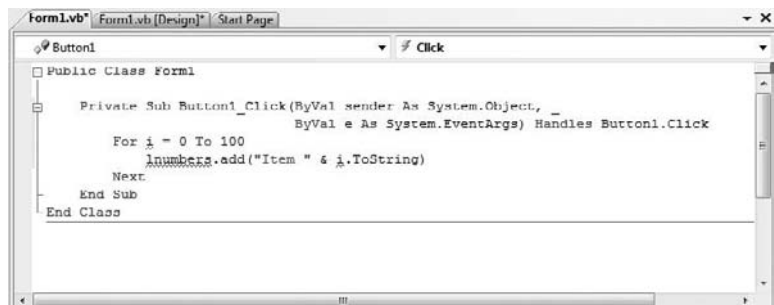 Form1.vb* Form1.vb [Design]* Start Page
Button1 Click
Public Class Form1
Private Sub Button1_Click(ByVal sender As System.Object, _
ByVal e As System.EventArgs) Handles Button1.Click
For i = 0 To 100
lnumbers.add("Item " & i.ToString)
Next
End Sub
End Class